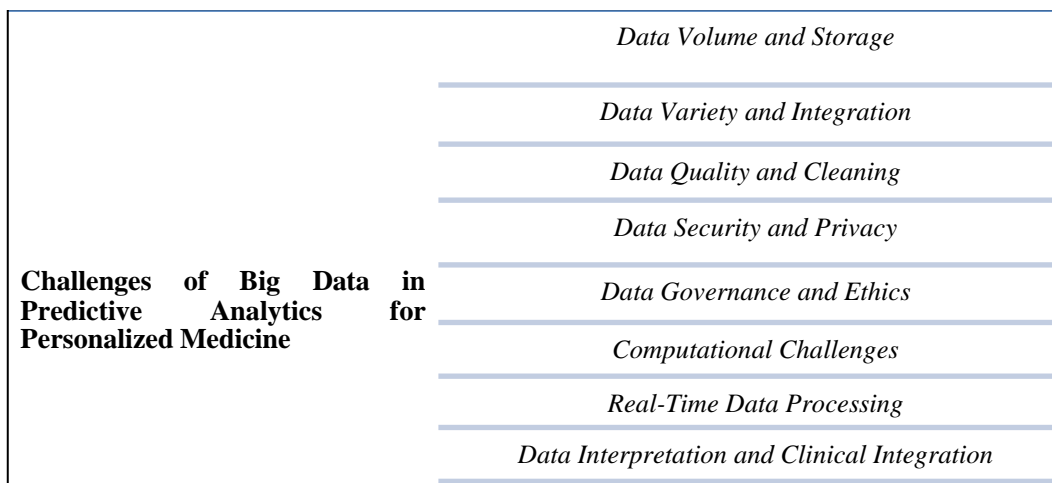 Challenges of Big Data in
Predictive Analytics for
Personalized Medicine
Data Volume and Storage
Data Variety and Integration
Data Quality and Cleaning
Data Security and Privacy
Data Governance and Ethics
Computational Challenges
Real-Time Data Processing
Data Interpretation and Clinical Integration